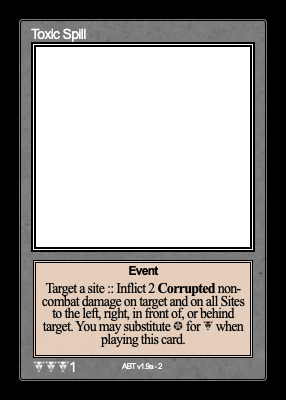 Toxic Spill
Event
Target a site :: Inflict 2 Corrupted non-
combat damage on target and on all Sites
to the left, right, in front of, or behind
target. You may substitute for when
playing this card.
1
ABT v1.9a - 2